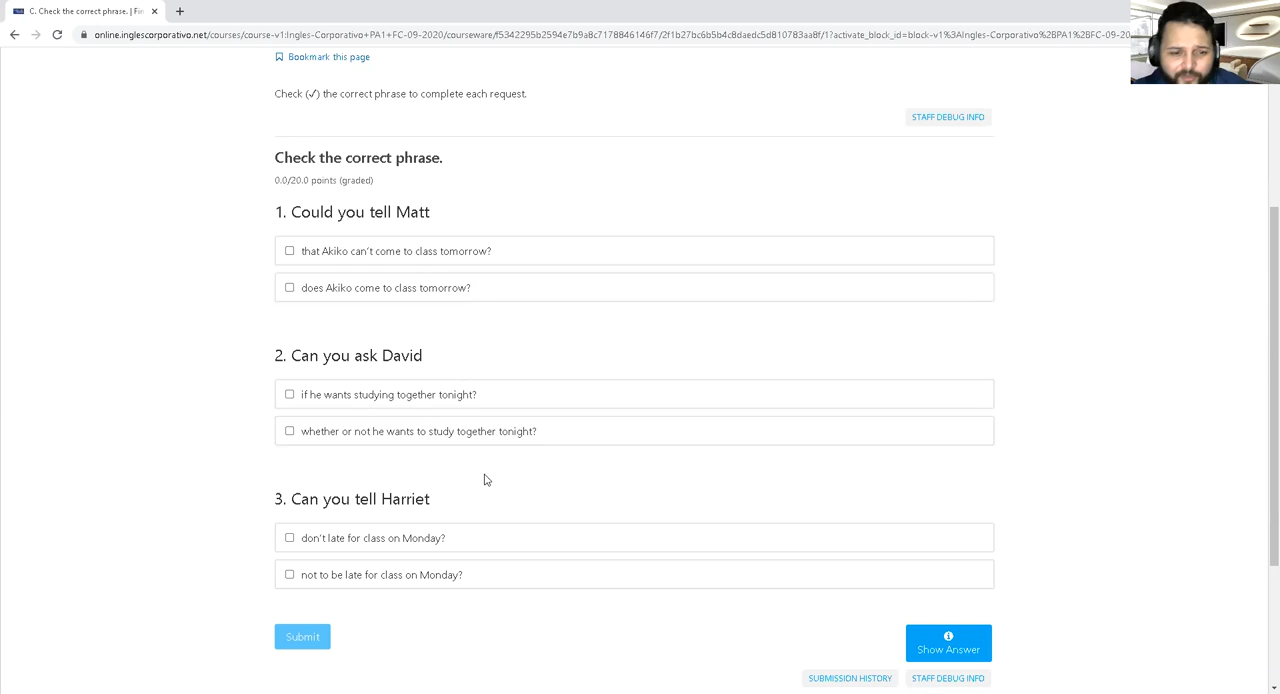 C. Check the correct phrase. | Fin
online.inglescorporativo.net/courses/course-v1:Ingles-Corporativo+PA1+FC-09-2020/courseware/f5342295b2594e7b9a8c7178846146f7/2f1b27bc6b5b4c8daedc5d810783aa8f/1?activate_block_id=block-v1%3AIngles-Corporativo%2BPA1%2BFC-09-20
Bookmark this page
Check (✓) the correct phrase to complete each request.
STAFF DEBUG INFO
Check the correct phrase.
0.0/20.0 points (graded)
1. Could you tell Matt
that Akiko can't come to class tomorrow?
does Akiko come to class tomorrow?
2. Can you ask David
if he wants studying together tonight?
whether or not he wants to study together tonight?
3. Can you tell Harriet
don't late for class on Monday?
not to be late for class on Monday?
Submit
Show Answer
SUBMISSION HISTORY
STAFF DEBUG INFO